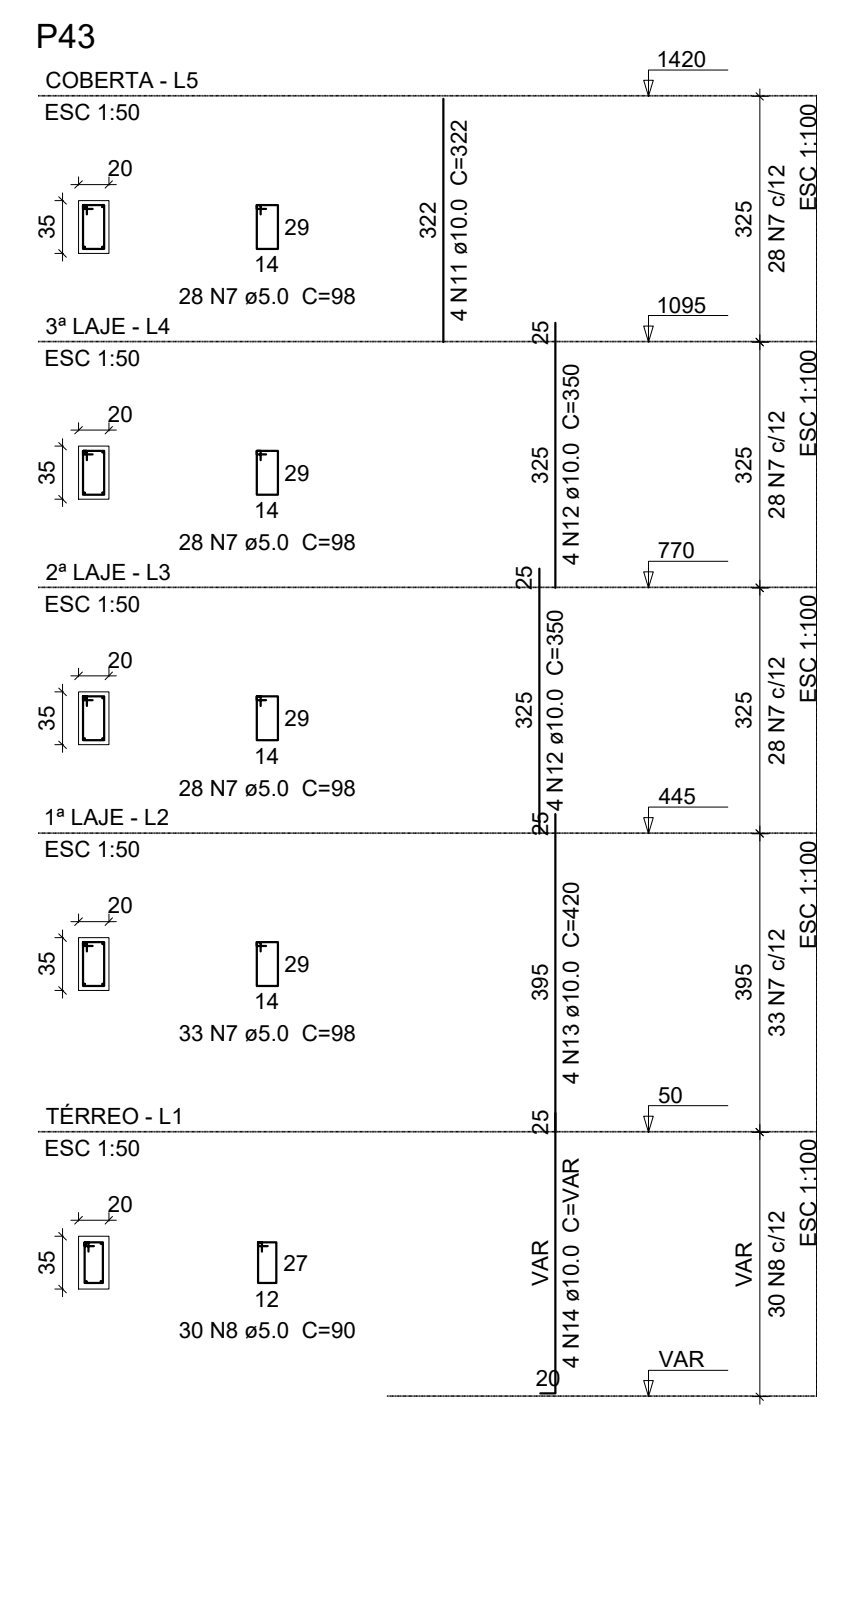 P43
COBERTA - L5
1420
ESC 1:50
ESC 1:100
20
35
29
14
28 N7 ø5.0 C=98
322
4 N11 ø10.0 C=322
325
28 N7 c/12
3ª LAJE - L4
25
1095
ESC 1:50
ESC 1:100
20
35
29
14
28 N7 ø5.0 C=98
325
4 N12 ø10.0 C=350
325
28 N7 c/12
2ª LAJE - L3
25
770
ESC 1:50
ESC 1:100
20
35
29
14
28 N7 ø5.0 C=98
325
4 N12 ø10.0 C=350
325
28 N7 c/12
1ª LAJE - L2
25
445
ESC 1:50
ESC 1:100
20
35
29
14
33 N7 ø5.0 C=98
395
4 N13 ø10.0 C=420
395
33 N7 c/12
TÉRREO - L1
25
50
ESC 1:50
ESC 1:100
20
35
27
12
30 N8 ø5.0 C=90
VAR
4 N14 ø10.0 C=VAR
VAR
30 N8 c/12
20
VAR